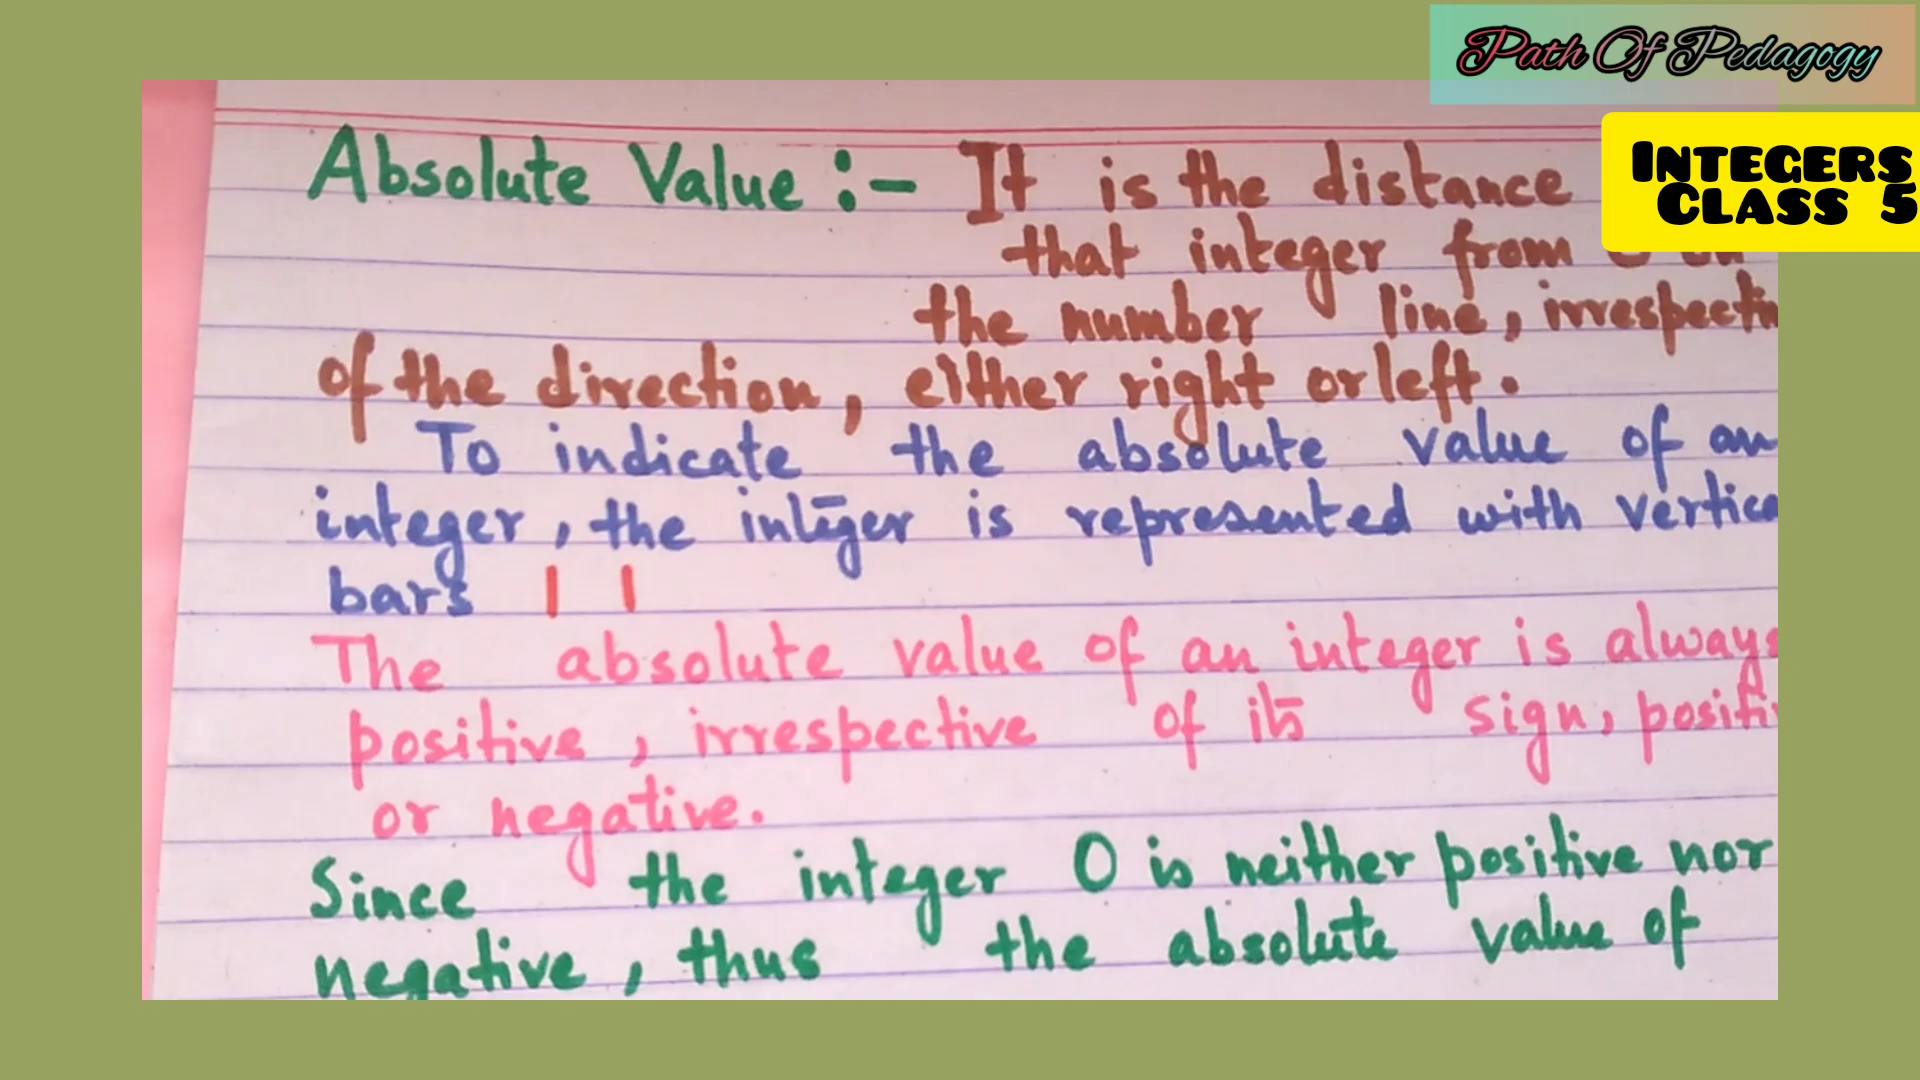 Path Of Pedagogy
INTEGERS
CLASS 5
Absolute Value :- It is the distance
that integer from
the number line, irrespecti
of the direction, either right or left.
To indicate the absolute value of an
integer, the integer is represented with vertica
bars | |
The absolute value of an integer is always
positive, irrespective of its sign, positi
or negative.
Since the integer 0 is neither positive nor
negative, thus the absolute value of